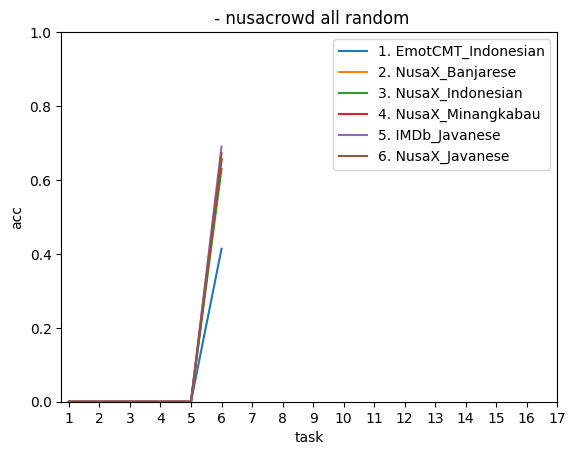 - nusacrowd all random
1.0
0.8
0.6
0.4
0.2
0.0
acc
1. EmotCMT_Indonesian
2. NusaX_Banjarese
3. NusaX_Indonesian
4. NusaX_Minangkabau
5. IMDb_Javanese
6. NusaX_Javanese
1 2 3 4 5 6 7 8 9 10 11 12 13 14 15 16 17
task